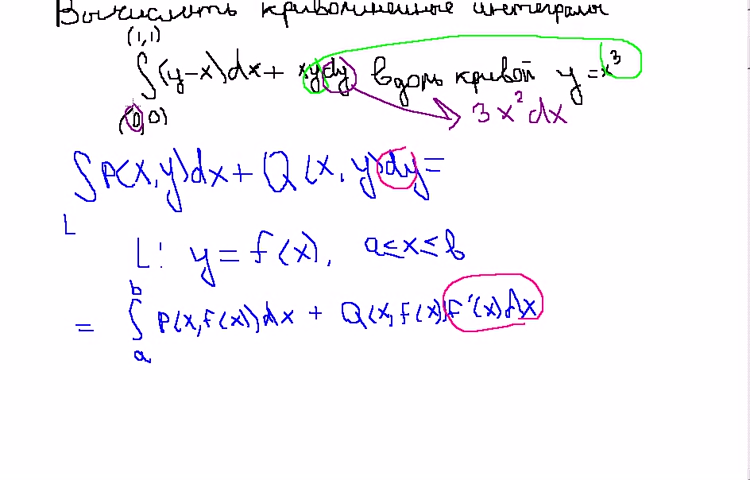 Вычислить криволинейные интегралы
(1,1)
∫(y-x)dx + xydy вдоль кривой y=x³
(0,0)
3x²dx
∫P(x,y)dx + Q(x,y)dy =
L
L: y = f(x), a≤x≤b
b
= ∫ P(x,f(x))dx + Q(x,f(x))f'(x)dx
a